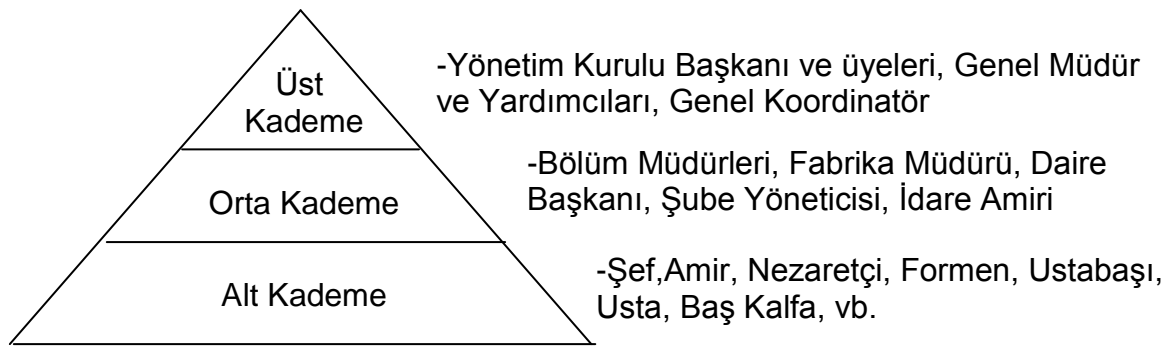 Üst
Kademe
-Yönetim Kurulu Başkanı ve üyeleri, Genel Müdür
ve Yardımcıları, Genel Koordinatör
Orta Kademe
-Bölüm Müdürleri, Fabrika Müdürü, Daire
Başkanı, Şube Yöneticisi, İdare Amiri
Alt Kademe
-Şef,Amir, Nezaretçi, Formen, Ustabaşı,
Usta, Baş Kalfa, vb.